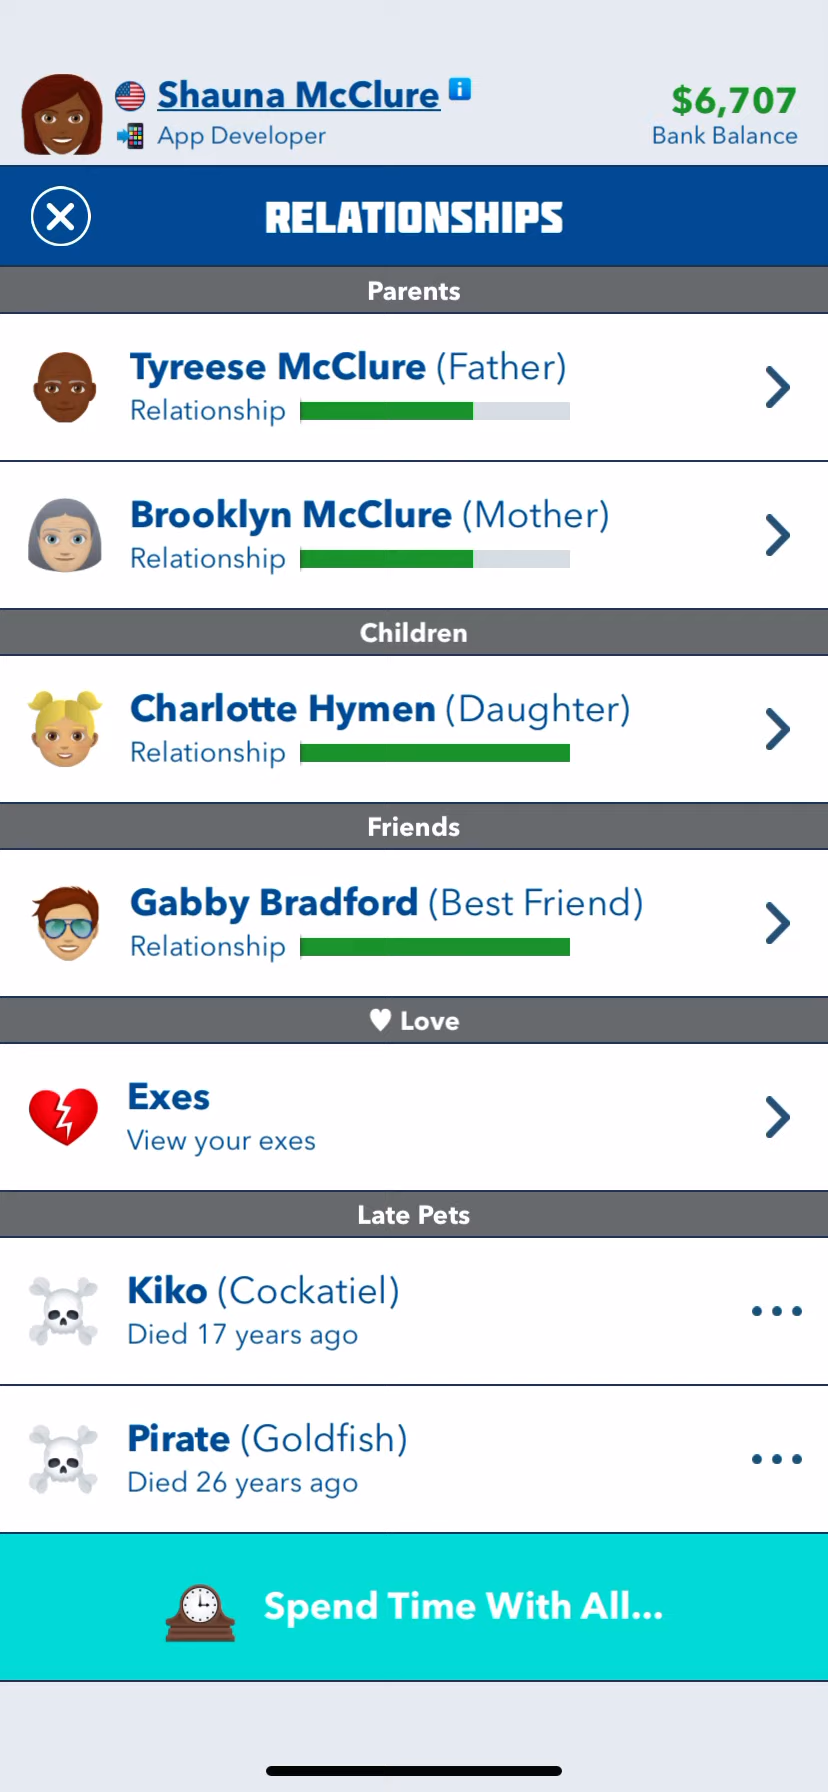 Shauna McClure
$6,707
App Developer
Bank Balance
RELATIONSHIPS
Parents
Tyreese McClure (Father)
Relationship
Brooklyn McClure (Mother)
Relationship
Children
Charlotte Hymen (Daughter)
Relationship
Friends
Gabby Bradford (Best Friend)
Relationship
Love
Exes
View your exes
Late Pets
Kiko (Cockatiel)
Died 17 years ago
Pirate (Goldfish)
Died 26 years ago
Spend Time With All...